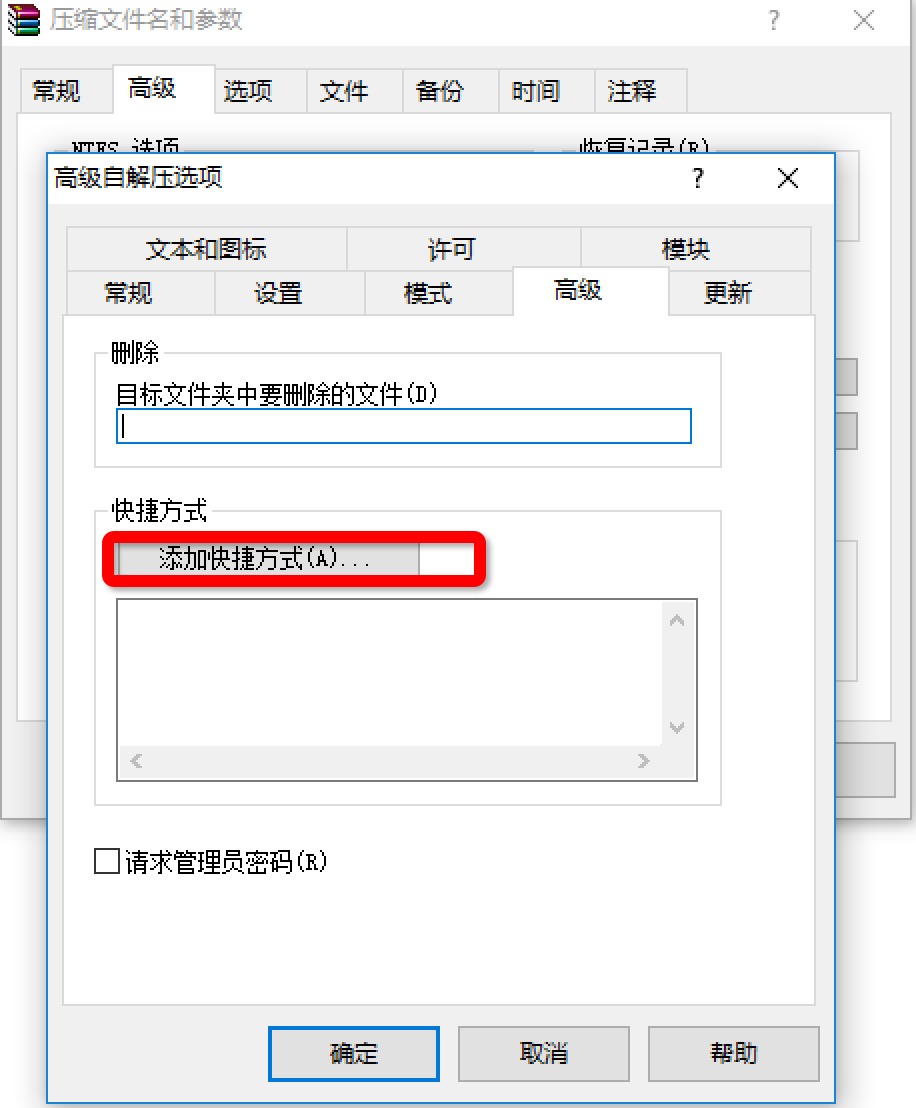 压缩文件名和参数
?
常规 高级 选项 文件 备份 时间 注释
NTFS 选项 恢复记录(R)
高级自解压选项
?
文本和图标 许可 模块
常规 设置 模式 高级 更新
删除
目标文件夹中要删除的文件(D)
快捷方式
添加快捷方式(A)...
请求管理员密码(R)
确定 取消 帮助